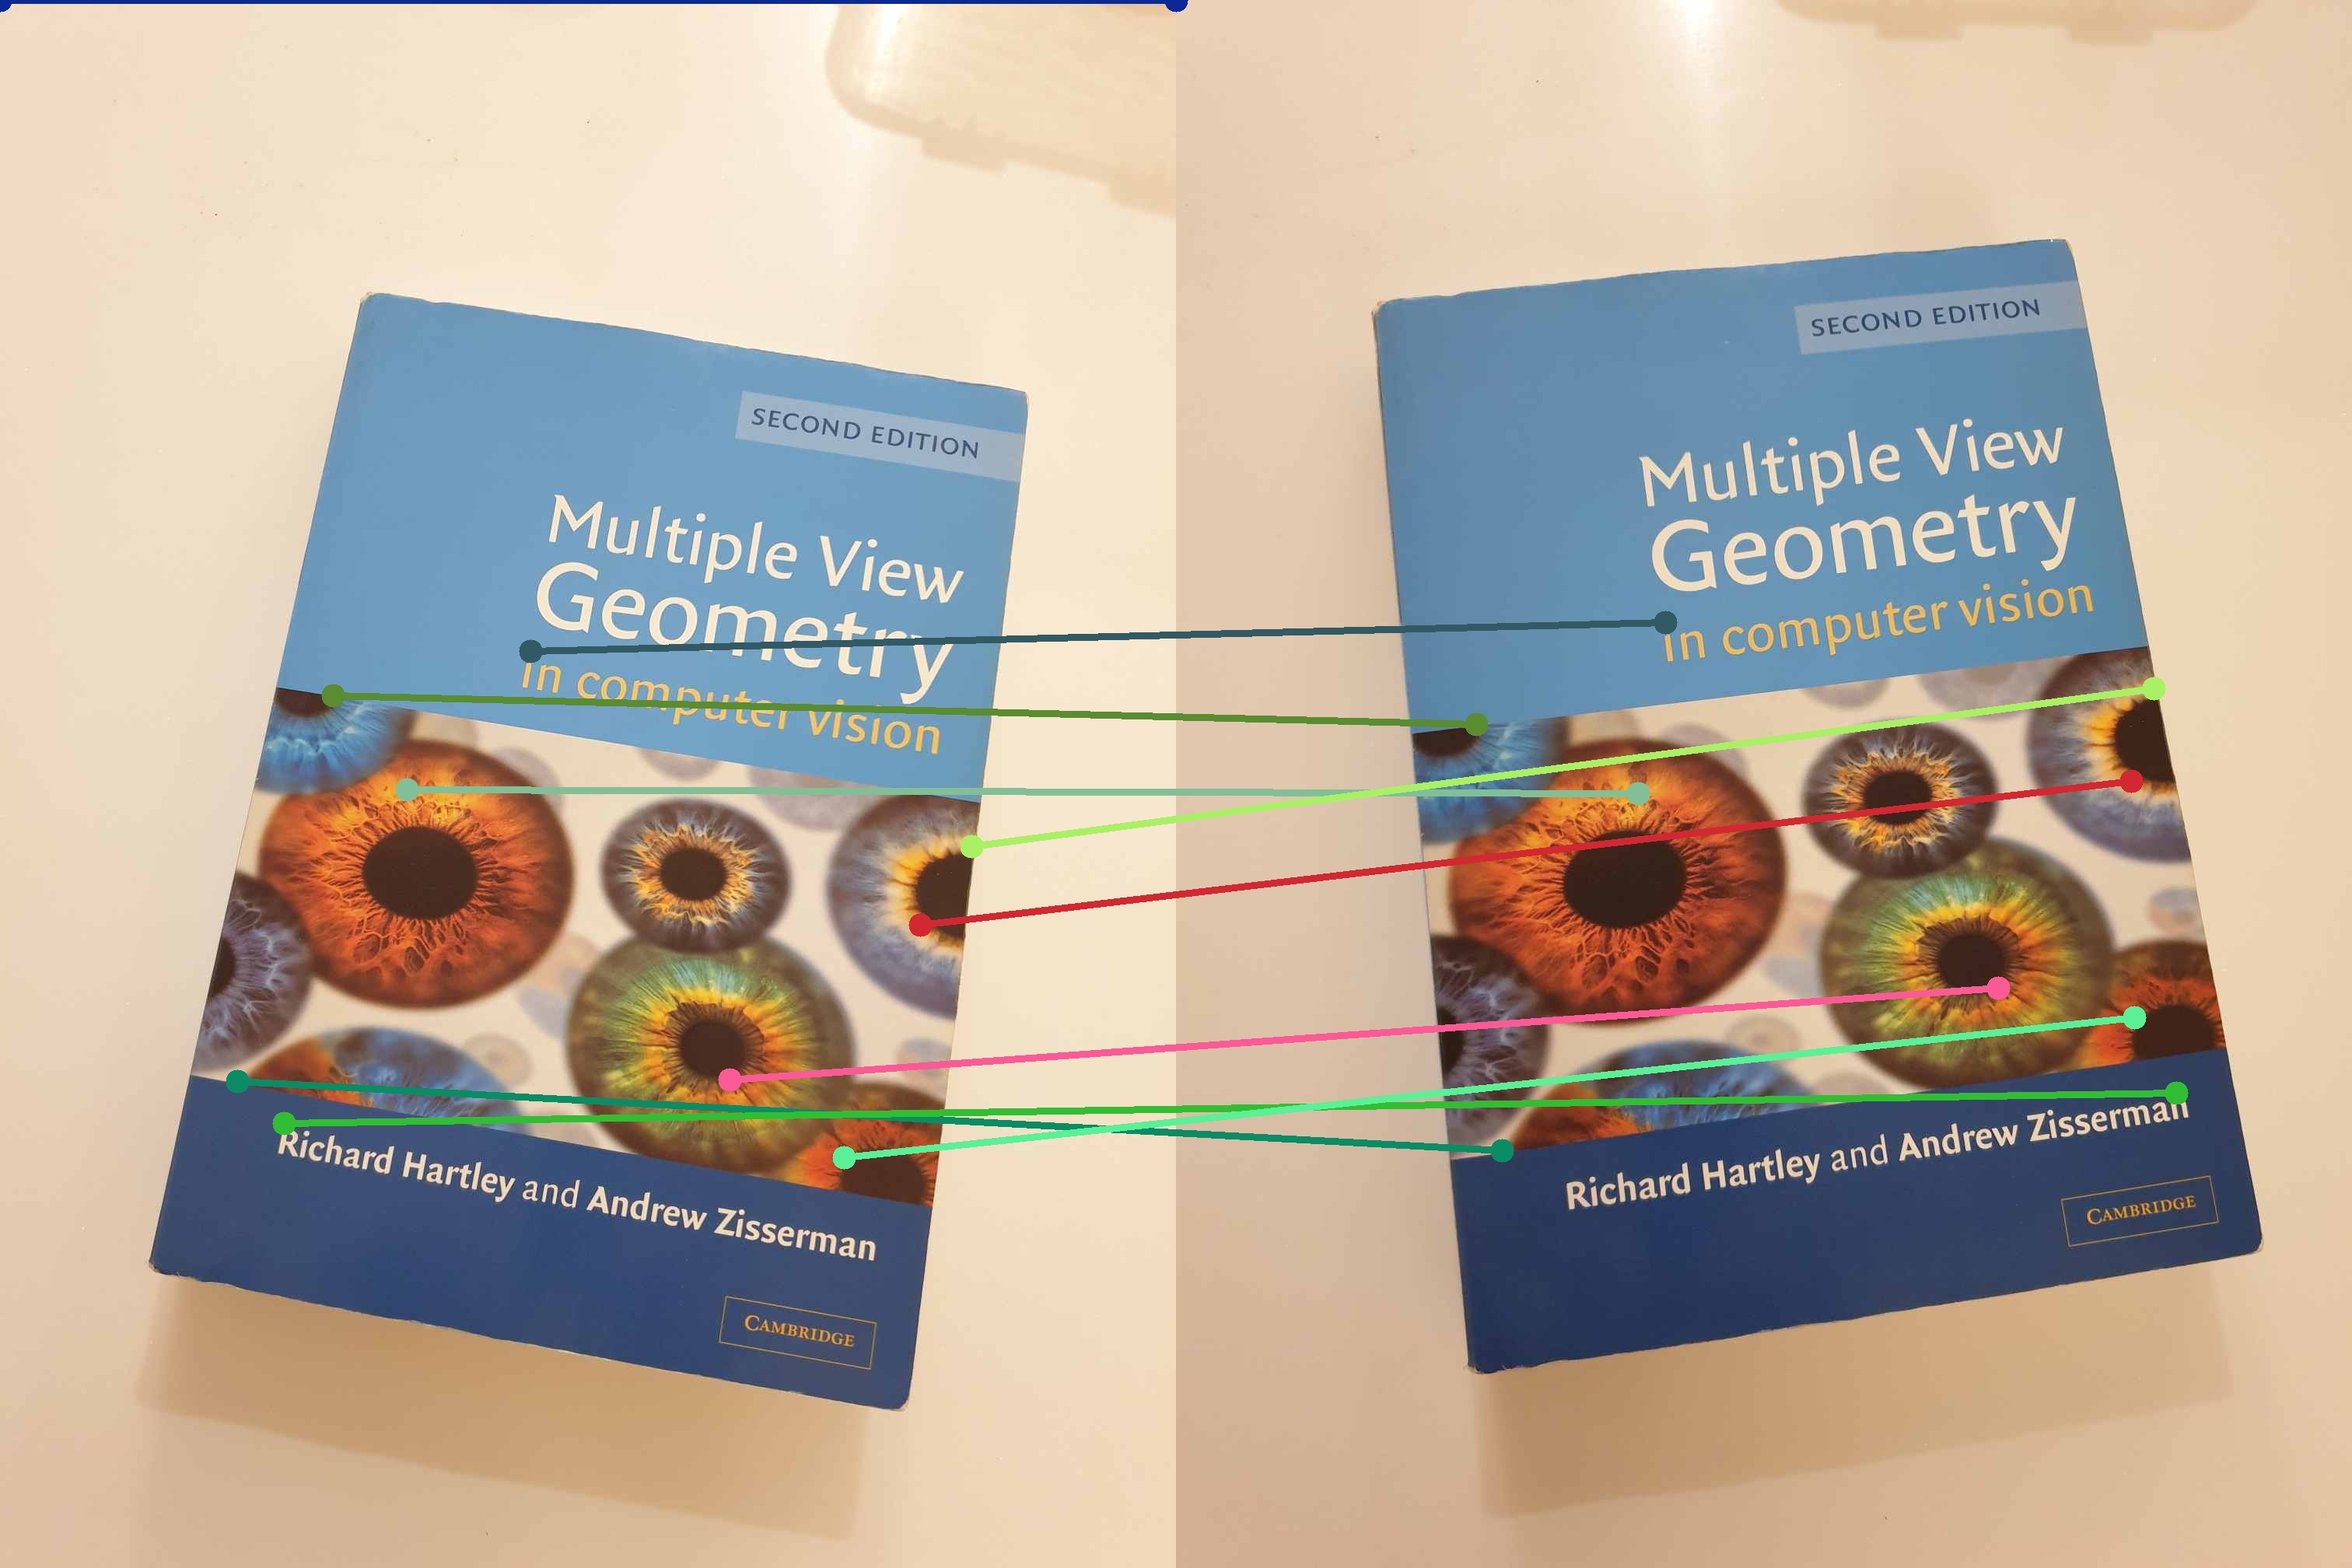 SECOND EDITION
Multiple View
Geometry
in computer vision
Richard Hartley and Andrew Zisserman
CAMBRIDGE
SECOND EDITION
Multiple View
Geometry
in computer vision
Richard Hartley and Andrew Zisserman
CAMBRIDGE